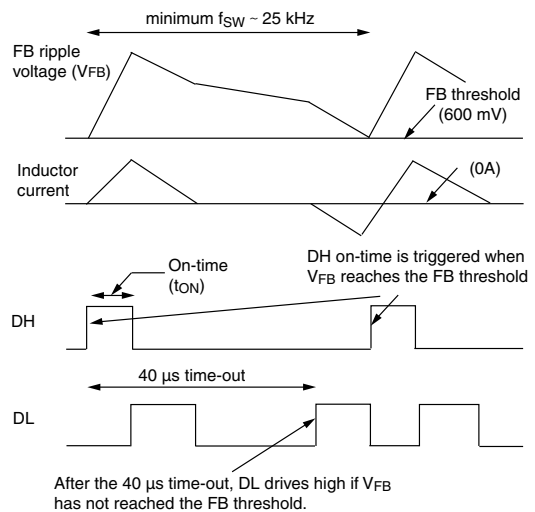 minimum fSW ~ 25 kHz
FB ripple
voltage (VFB)
FB threshold
(600 mV)
Inductor
current
(0A)
DH on-time is triggered when
VFB reaches the FB threshold
On-time
(tON)
DH
40 µs time-out
DL
After the 40 µs time-out, DL drives high if VFB
has not reached the FB threshold.